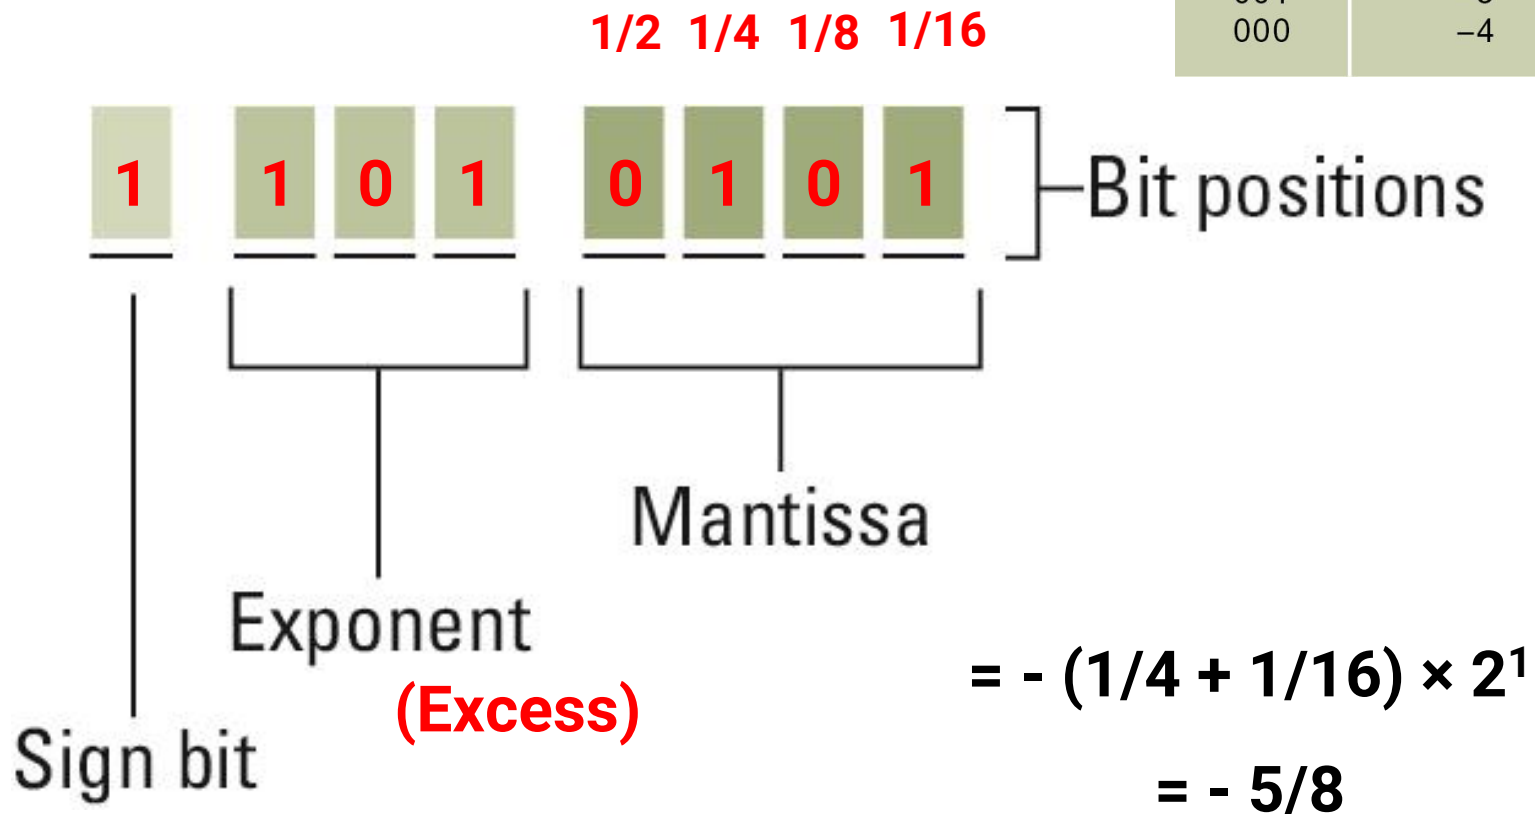 1/2 1/4 1/8 1/16
000 –4
1 1 0 1 0 1 0 1
Bit positions
Mantissa
Exponent
(Excess)
Sign bit
= - (1/4 + 1/16) × 2¹
= - 5/8